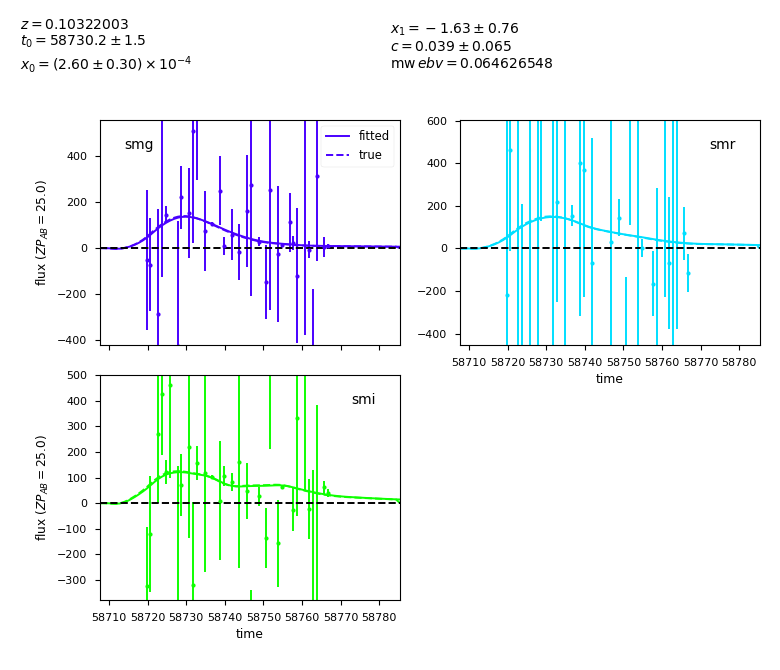 z = 0.10322003
t₀ = 58730.2 ± 1.5
x₀ = (2.60 ± 0.30) × 10⁻⁴
x₁ = −1.63 ± 0.76
c = 0.039 ± 0.065
mw ebv = 0.064626548
smg
fitted
true
400
200
0
−200
−400
flux (ZP_AB = 25.0)
smr
600
400
200
0
−200
−400
58710 58720 58730 58740 58750 58760 58770 58780
time
smi
500
400
300
200
100
0
−100
−200
−300
flux (ZP_AB = 25.0)
58710 58720 58730 58740 58750 58760 58770 58780
time